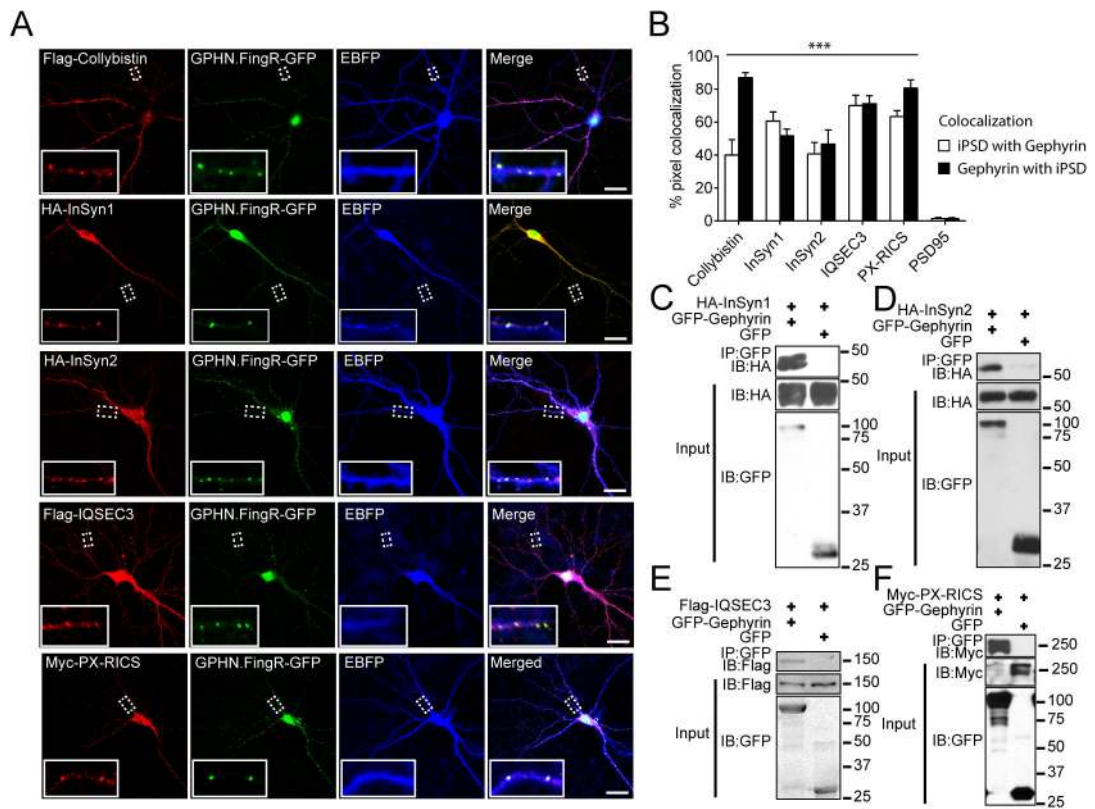 A
Flag-Collybistin GPHN.FingR-GFP EBFP Merge
HA-InSyn1 GPHN.FingR-GFP EBFP Merge
HA-InSyn2 GPHN.FingR-GFP EBFP Merge
Flag-IQSEC3 GPHN.FingR-GFP EBFP Merge
Myc-PX-RICS GPHN.FingR-GFP EBFP Merged
B
***
% pixel colocalization
100
80
60
40
20
0
Collybistin
InSyn1
InSyn2
IQSEC3
PX-RICS
PSD95
Colocalization
iPSD with Gephyrin
Gephyrin with iPSD
C
HA-InSyn1 + +
GFP-Gephyrin +
GFP +
IP:GFP
IB:HA
50
IB:HA
50
Input
IB:GFP
100
75
50
37
25
D
HA-InSyn2 + +
GFP-Gephyrin +
GFP +
IP:GFP
IB:HA
50
IB:HA
50
Input
IB:GFP
100
75
50
37
25
E
Flag-IQSEC3 + +
GFP-Gephyrin +
GFP +
IP:GFP
IB:Flag
150
IB:Flag
150
Input
IB:GFP
100
75
50
37
25
F
Myc-PX-RICS + +
GFP-Gephyrin +
GFP +
IP:GFP
IB:Myc
250
IB:Myc
250
Input
IB:GFP
100
75
50
37
25